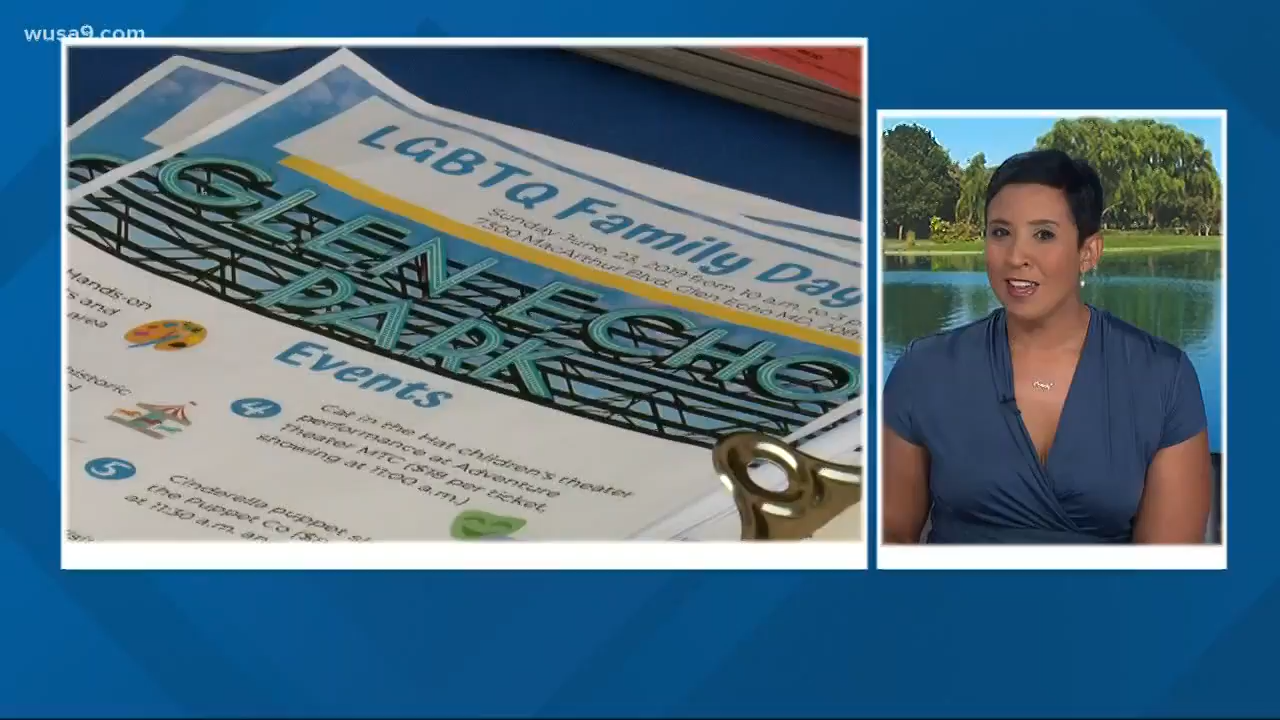 wusa9.com
LGBTQ Family Day
Sunday June, 23, 2019 from 10 a.m. to 3 p
7300 MacArthur Blvd. Glen Echo MD,
GLEN ECHO
PARK
Hands-on
and
area
historic
Events
4
Cat in the Hat children's theater
performance at Adventure
Theater MTC ($18 per ticket,
showing at 11:00 a.m.)
5
Cinderella puppet
the Puppet Co
at 11:30 a.m.